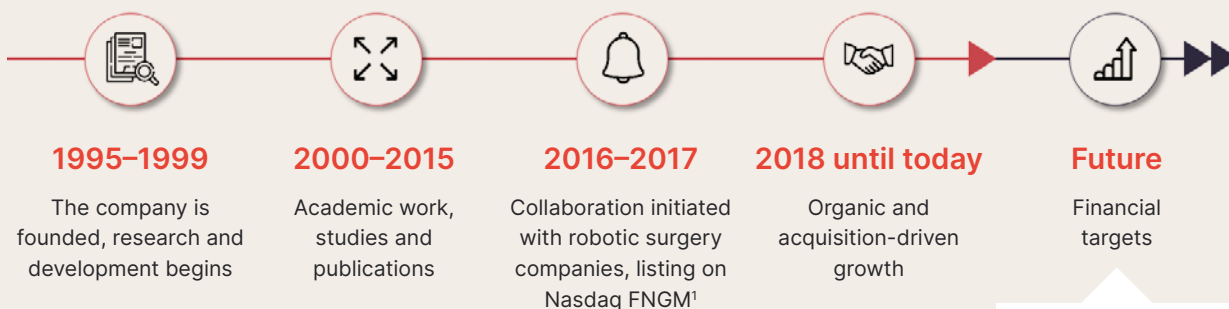 1995–1999
The company is
founded, research and
development begins
2000–2015
Academic work,
studies and
publications
2016–2017
Collaboration initiated
with robotic surgery
companies, listing on
Nasdaq FNGM¹
2018 until today
Organic and
acquisition-driven
growth
Future
Financial
targets